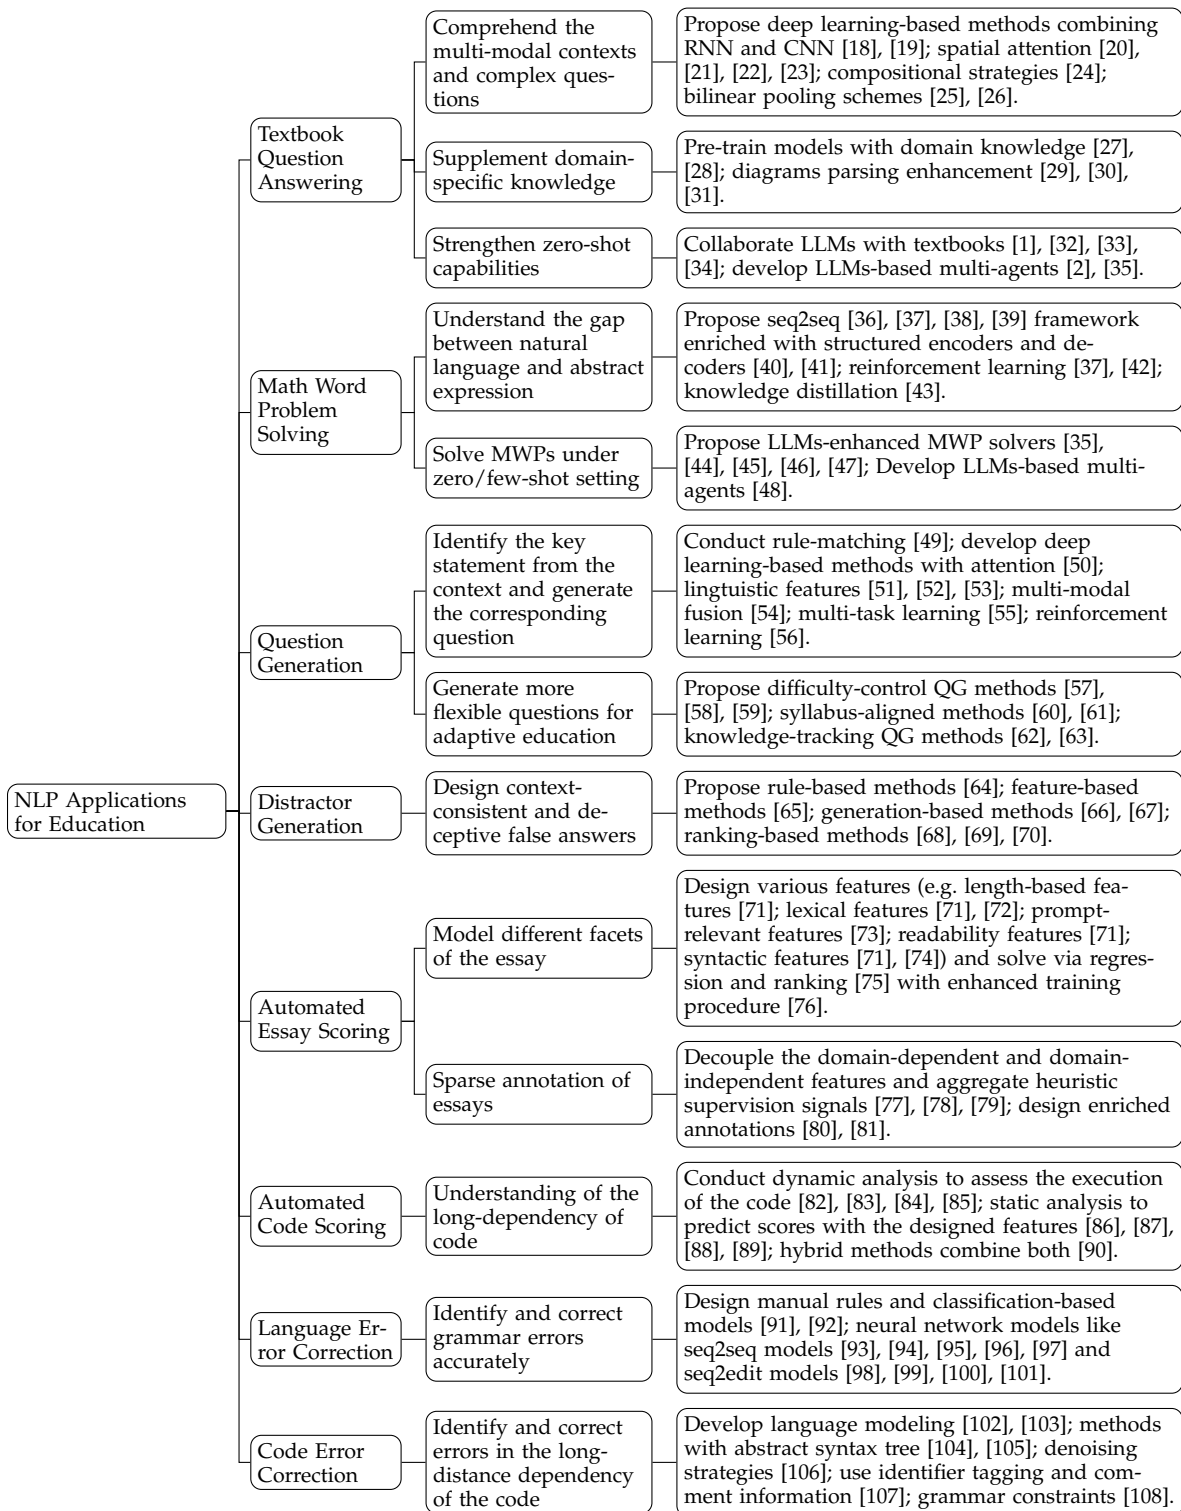 Comprehend the
multi-modal contexts
and complex ques-
tions
Propose deep learning-based methods combining
RNN and CNN [18], [19]; spatial attention [20],
[21], [22], [23]; compositional strategies [24];
bilinear pooling schemes [25], [26].
Textbook
Question
Answering
Supplement domain-
specific knowledge
Pre-train models with domain knowledge [27],
[28]; diagrams parsing enhancement [29], [30],
[31].
Strengthen zero-shot
capabilities
Collaborate LLMs with textbooks [1], [32], [33],
[34]; develop LLMs-based multi-agents [2], [35].
Understand the gap
between natural
language and abstract
expression
Propose seq2seq [36], [37], [38], [39] framework
enriched with structured encoders and de-
coders [40], [41]; reinforcement learning [37], [42];
knowledge distillation [43].
Math Word
Problem
Solving
Solve MWPs under
zero/few-shot setting
Propose LLMs-enhanced MWP solvers [35],
[44], [45], [46], [47]; Develop LLMs-based multi-
agents [48].
Identify the key
statement from the
context and generate
the corresponding
question
Conduct rule-matching [49]; develop deep
learning-based methods with attention [50];
lingtuistic features [51], [52], [53]; multi-modal
fusion [54]; multi-task learning [55]; reinforcement
learning [56].
Question
Generation
Generate more
flexible questions for
adaptive education
Propose difficulty-control QG methods [57],
[58], [59]; syllabus-aligned methods [60], [61];
knowledge-tracking QG methods [62], [63].
NLP Applications
for Education
Distractor
Generation
Design context-
consistent and de-
ceptive false answers
Propose rule-based methods [64]; feature-based
methods [65]; generation-based methods [66], [67];
ranking-based methods [68], [69], [70].
Model different facets
of the essay
Design various features (e.g. length-based fea-
tures [71]; lexical features [71], [72]; prompt-
relevant features [73]; readability features [71];
syntactic features [71], [74]) and solve via regres-
sion and ranking [75] with enhanced training
procedure [76].
Automated
Essay Scoring
Sparse annotation of
essays
Decouple the domain-dependent and domain-
independent features and aggregate heuristic
supervision signals [77], [78], [79]; design enriched
annotations [80], [81].
Automated
Code Scoring
Understanding of the
long-dependency of
code
Conduct dynamic analysis to assess the execution
of the code [82], [83], [84], [85]; static analysis to
predict scores with the designed features [86], [87],
[88], [89]; hybrid methods combine both [90].
Language Er-
ror Correction
Identify and correct
grammar errors
accurately
Design manual rules and classification-based
models [91], [92]; neural network models like
seq2seq models [93], [94], [95], [96], [97] and
seq2edit models [98], [99], [100], [101].
Code Error
Correction
Identify and correct
errors in the long-
distance dependency
of the code
Develop language modeling [102], [103]; methods
with abstract syntax tree [104], [105]; denoising
strategies [106]; use identifier tagging and com-
ment information [107]; grammar constraints [108].